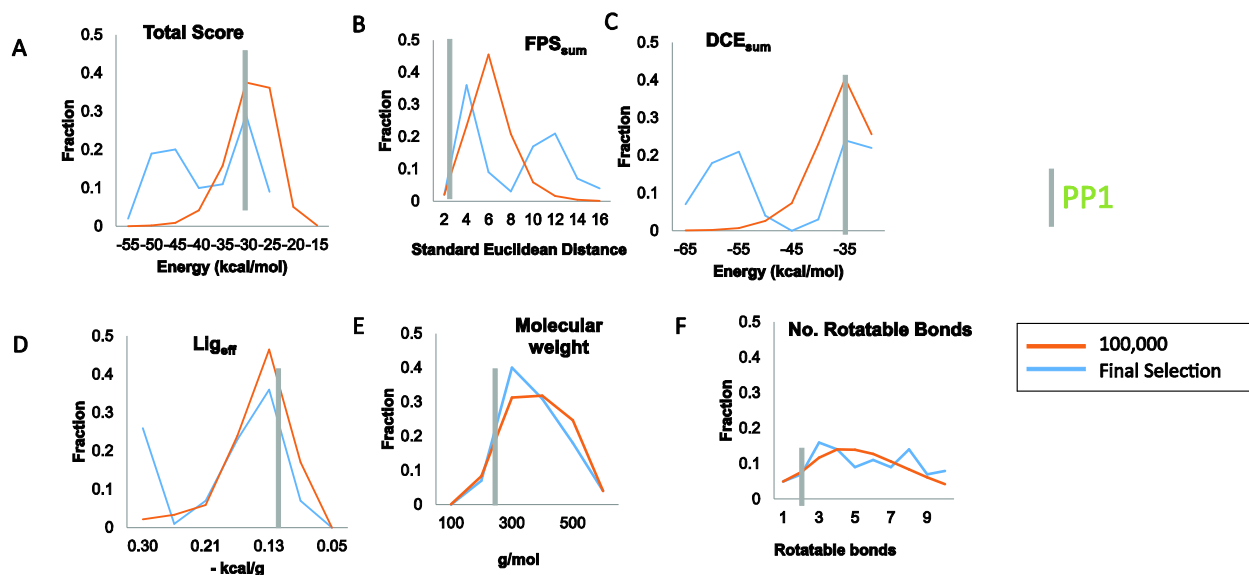 A
Total Score
0.5
0.4
0.3
0.2
0.1
0
Fraction
-55-50-45-40-35-30-25-20-15
Energy (kcal/mol)
B
FPSsum
0.5
0.4
0.3
0.2
0.1
0
Fraction
2 4 6 8 10 12 14 16
Standard Euclidean Distance
C
DCEsum
0.5
0.4
0.3
0.2
0.1
0
Fraction
-65 -55 -45 -35
Energy (kcal/mol)
PP1
D
Ligeff
0.5
0.4
0.3
0.2
0.1
0
Fraction
0.30 0.21 0.13 0.05
- kcal/g
E
Molecular
weight
0.5
0.4
0.3
0.2
0.1
0
Fraction
100 300 500
g/mol
F
No. Rotatable Bonds
0.5
0.4
0.3
0.2
0.1
0
Fraction
1 3 5 7 9
Rotatable bonds
100,000
Final Selection